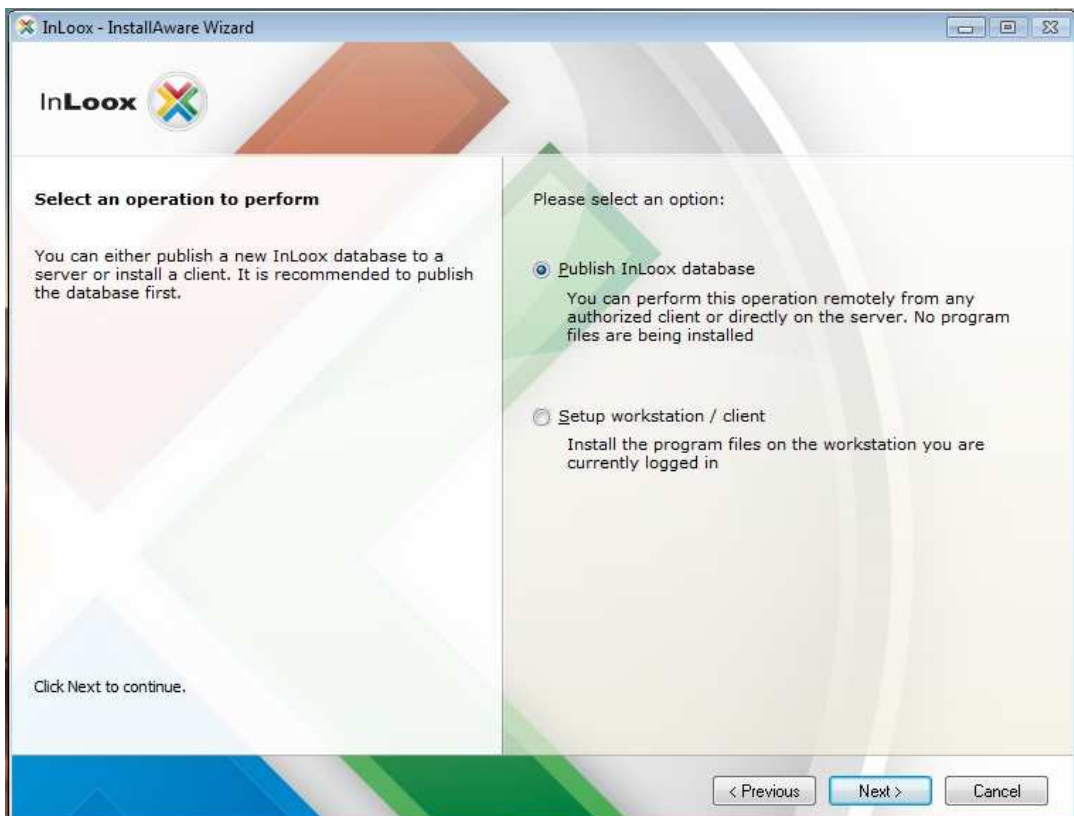 InLoox - InstallAware Wizard
InLoox
Select an operation to perform
You can either publish a new InLoox database to a
server or install a client. It is recommended to publish
the database first.
Click Next to continue.
Please select an option:
Publish InLoox database
You can perform this operation remotely from any
authorized client or directly on the server. No program
files are being installed
Setup workstation / client
Install the program files on the workstation you are
currently logged in
< Previous
Next >
Cancel